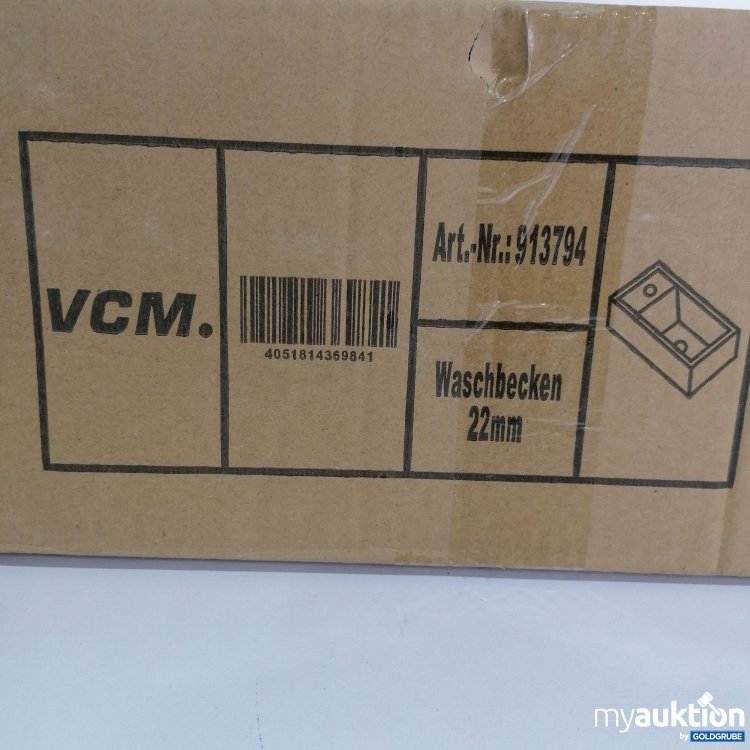 VCM.
4051814369841
Art.-Nr.: 913794
Waschbecken
22mm
myauktion
by GOLDGRUBE